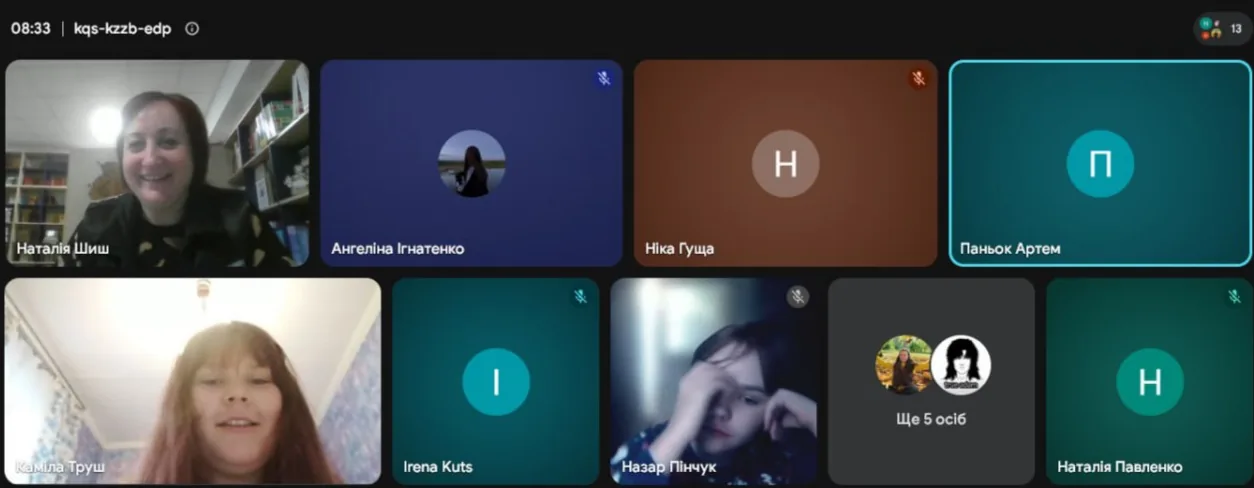 08:33 | kqs-kzzb-edp
13
Наталія Шиш
Ангеліна Ігнатенко
Н
Ніка Гуща
П
Паньок Артем
Каміла Труш
І
Irena Kuts
Назар Пінчук
Ще 5 осіб
Н
Наталія Павленко